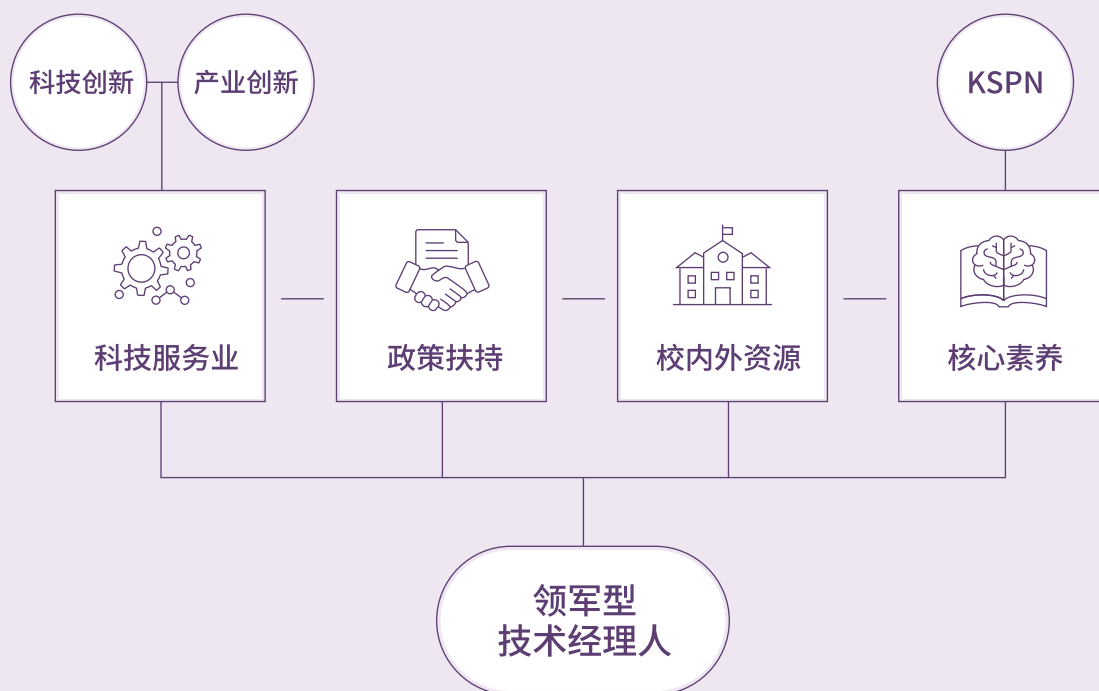 科技创新
产业创新
KSPN
科技服务业
政策扶持
校内外资源
核心素养
领军型
技术经理人